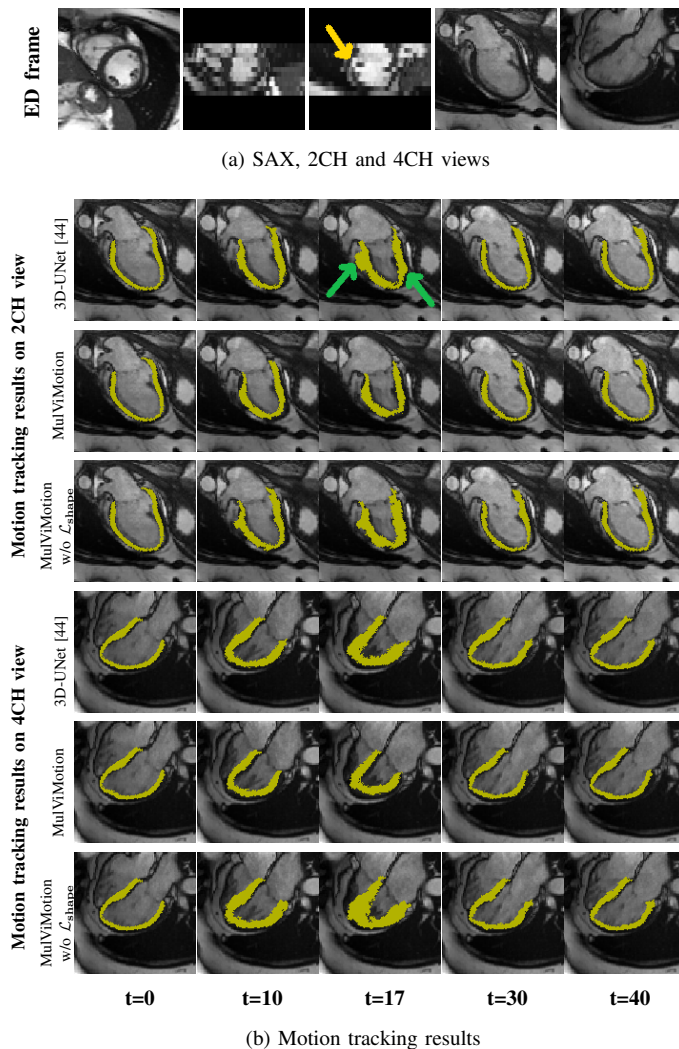 ED frame
(a) SAX, 2CH and 4CH views
Motion tracking results on 2CH view
3D-UNet [44]
MulViMotion
MulViMotion
w/o ℒshape
Motion tracking results on 4CH view
3D-UNet [44]
MulViMotion
MulViMotion
w/o ℒshape
t=0 t=10 t=17 t=30 t=40
(b) Motion tracking results